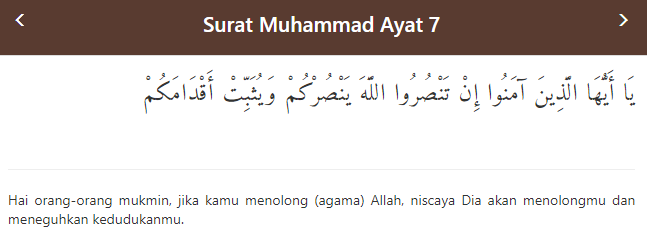 Surat Muhammad Ayat 7
يَا أَيُّهَا الَّذِينَ آمَنُوا إِنْ تَنْصُرُوا اللَّهَ يَنْصُرْكُمْ وَيُثَبِّتْ أَقْدَامَكُمْ
Hai orang-orang mukmin, jika kamu menolong (agama) Allah, niscaya Dia akan menolongmu dan
meneguhkan kedudukanmu.